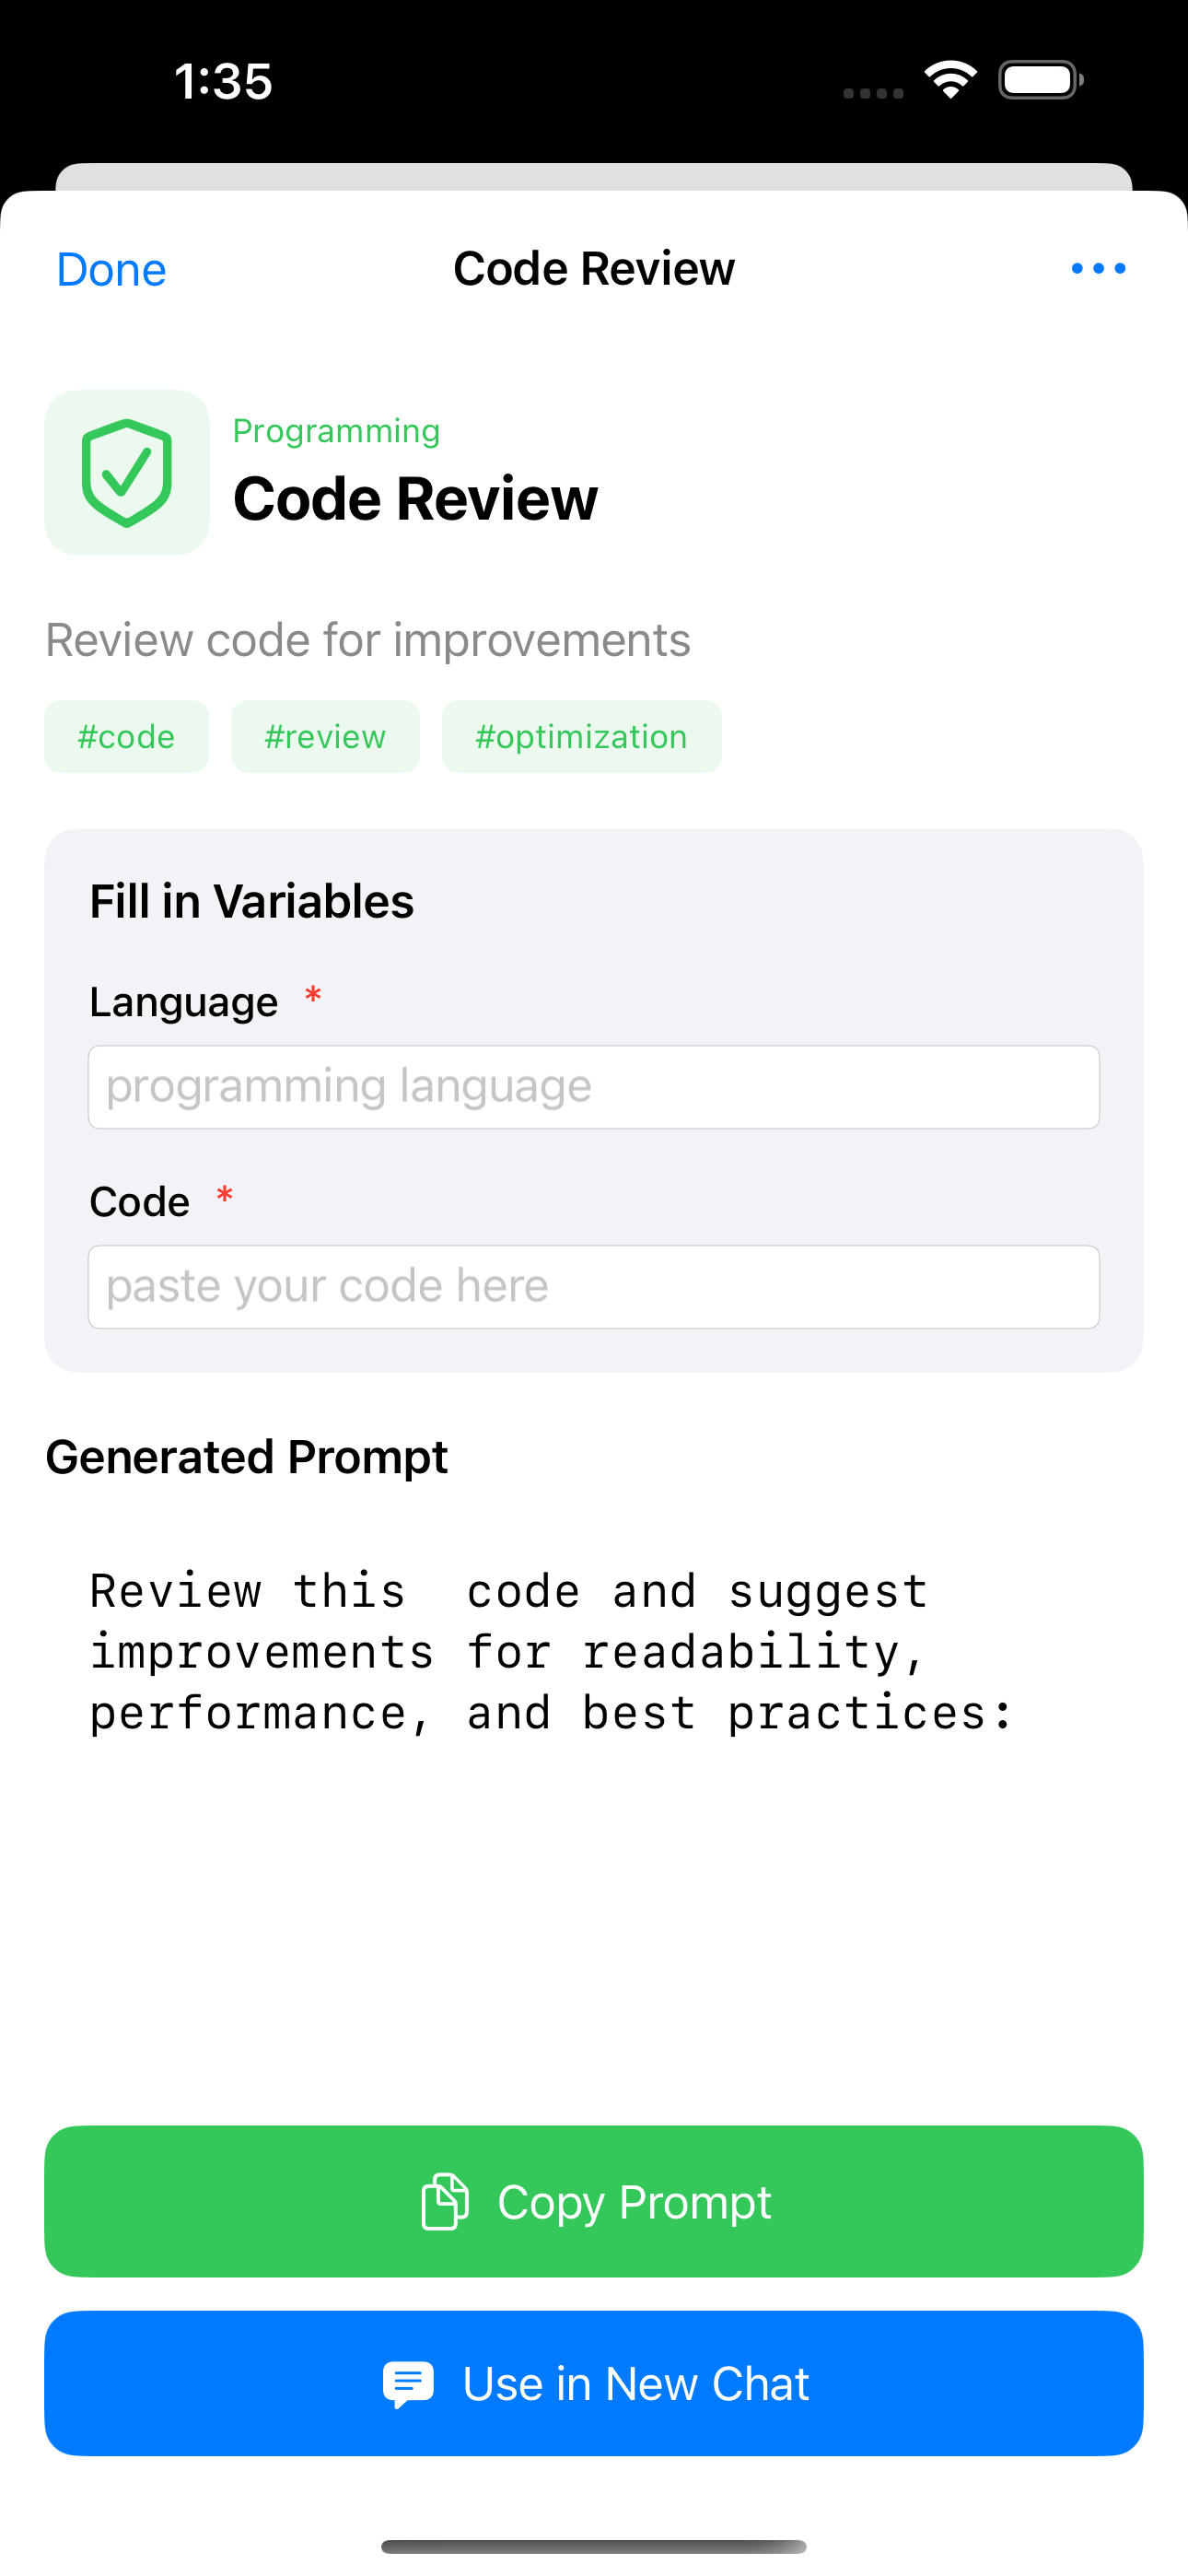 1:35
Done
Code Review
Programming
Code Review
Review code for improvements
#code #review #optimization
Fill in Variables
Language *
programming language
Code *
paste your code here
Generated Prompt
Review this  code and suggest
improvements for readability,
performance, and best practices:
Copy Prompt
Use in New Chat